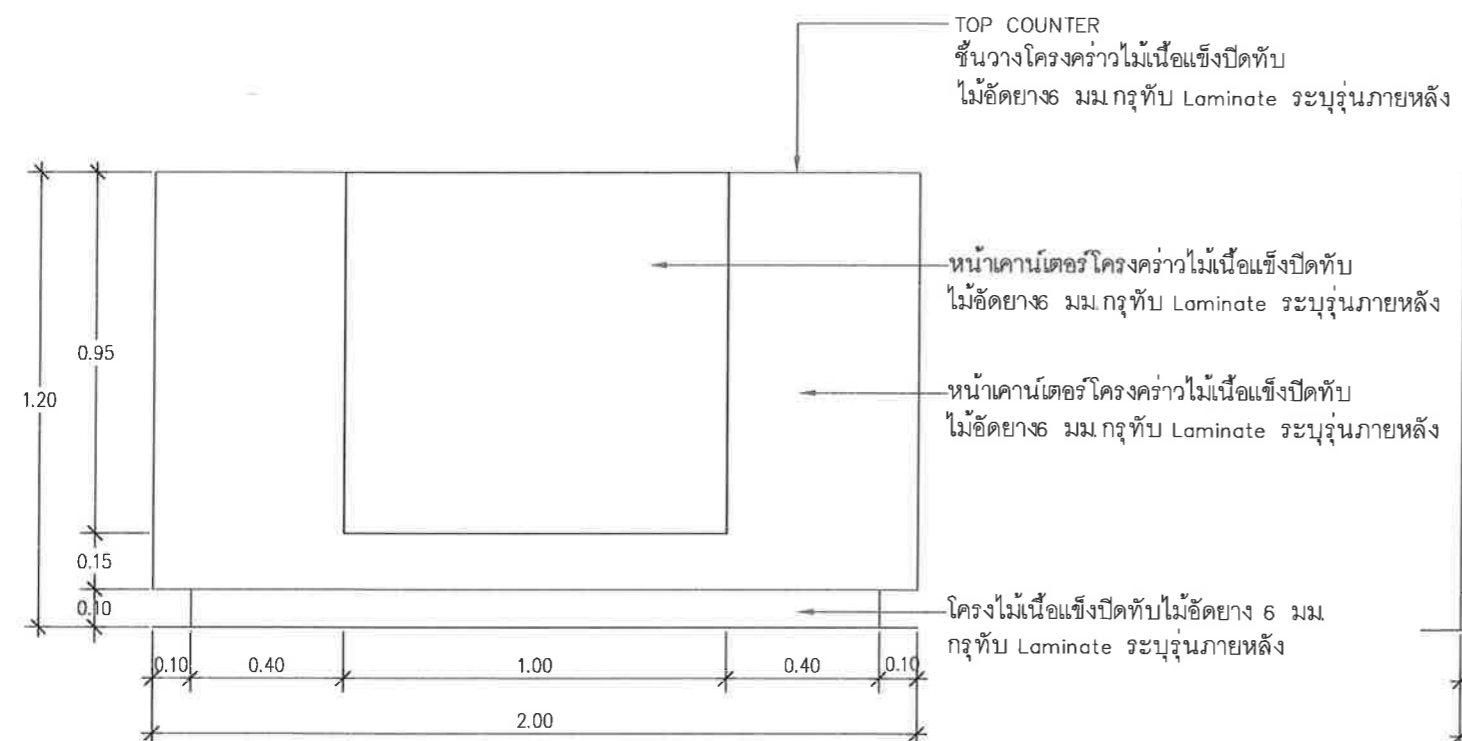 TOP COUNTER
ชั้นวางโครงคร่าวไม้เนื้อแข็งปิดทับ
ไม้อัดยาง6 มม.กรุทับ Laminate ระบุรุ่นภายหลัง
หน้าเคาน์เตอร์โครงคร่าวไม้เนื้อแข็งปิดทับ
ไม้อัดยาง6 มม.กรุทับ Laminate ระบุรุ่นภายหลัง
0.95
1.20
หน้าเคาน์เตอร์โครงคร่าวไม้เนื้อแข็งปิดทับ
ไม้อัดยาง6 มม.กรุทับ Laminate ระบุรุ่นภายหลัง
0.15
0.10
โครงไม้เนื้อแข็งปิดทับไม้อัดยาง 6 มม.
กรุทับ Laminate ระบุรุ่นภายหลัง
0.10 0.40 1.00 0.40 0.10
2.00